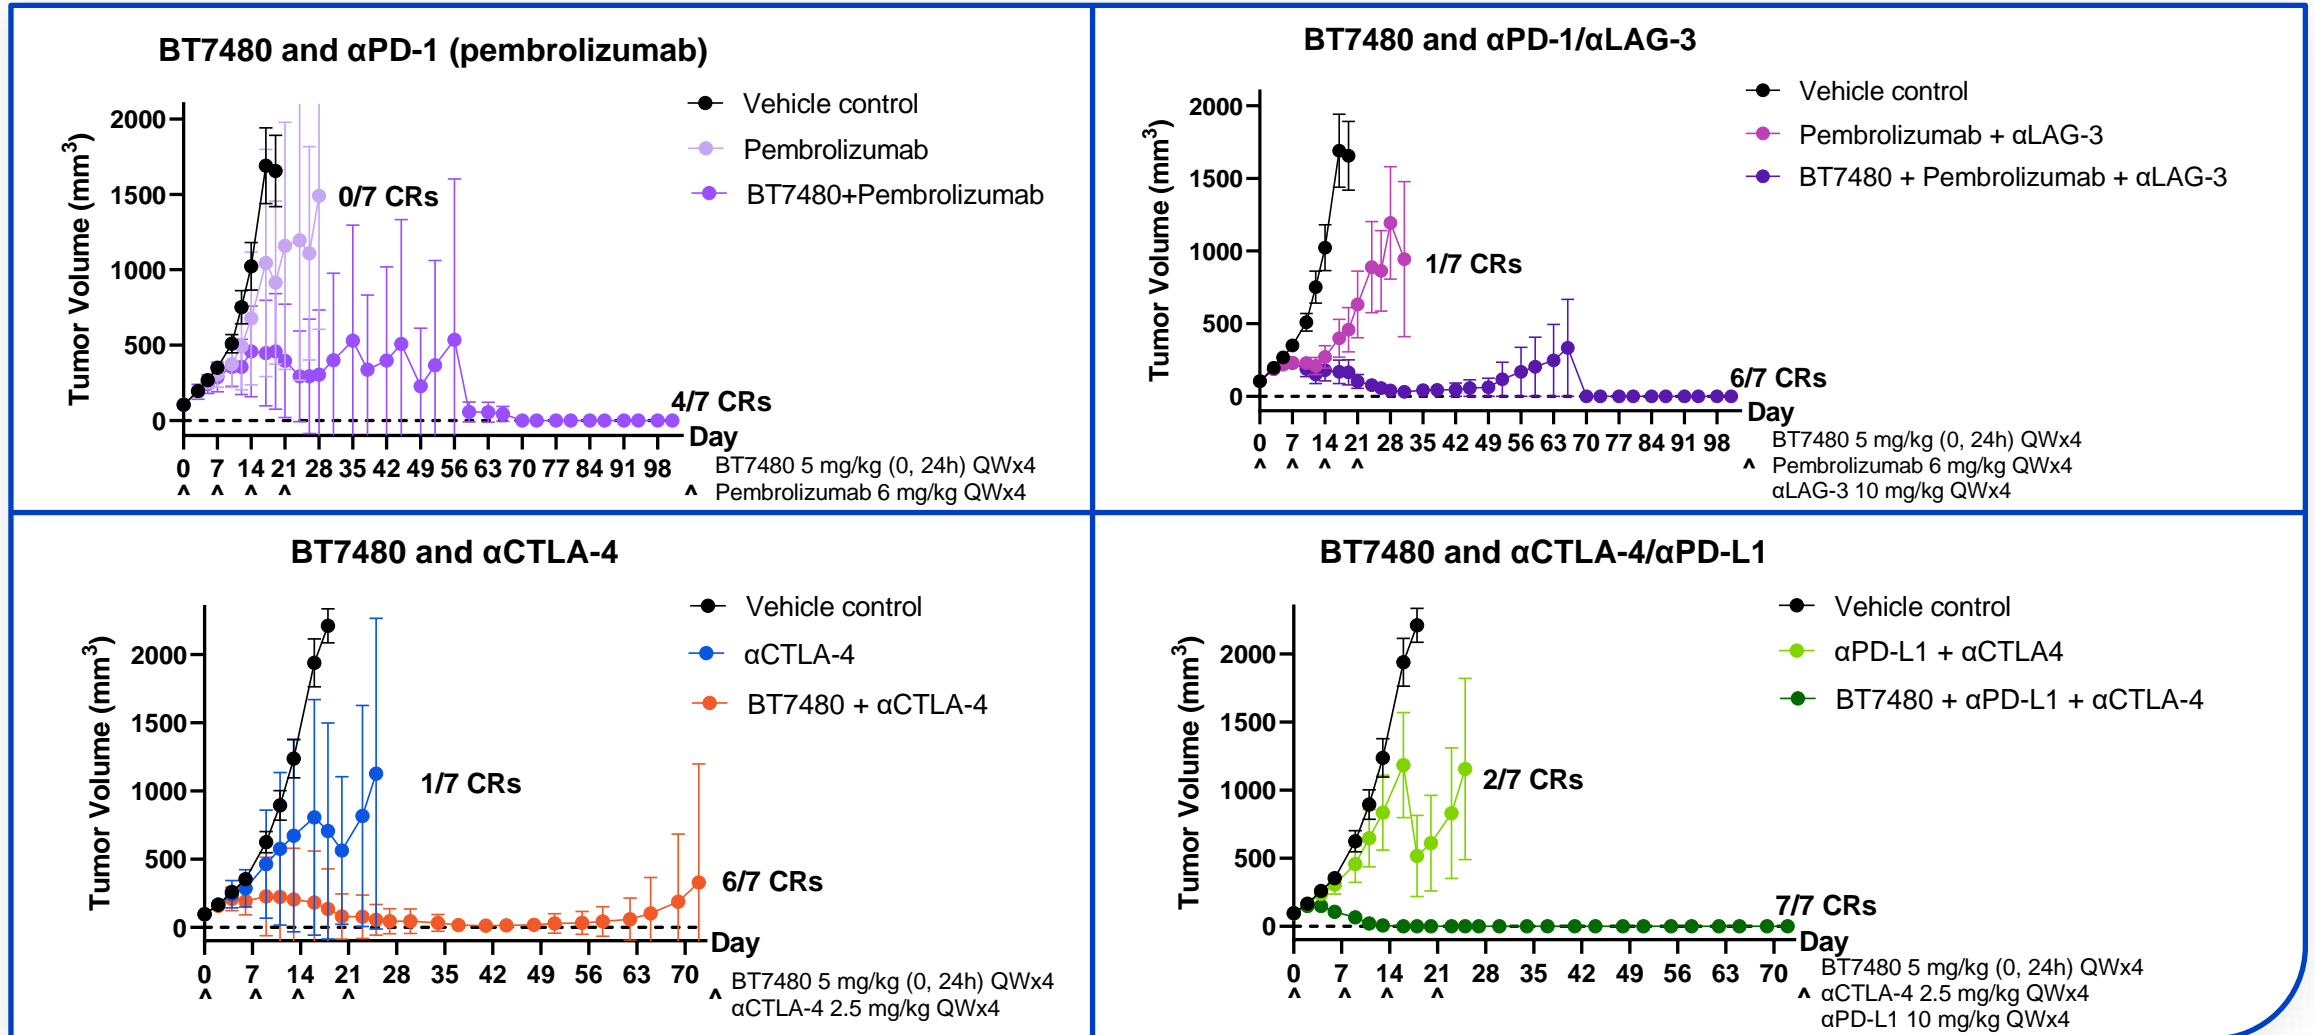 BT7480 and αPD-1 (pembrolizumab)
Tumor Volume (mm³)
2000
1500
1000
500
0
Vehicle control
Pembrolizumab
BT7480+Pembrolizumab
0/7 CRs
4/7 CRs
Day
0 7 14 21 28 35 42 49 56 63 70 77 84 91 98
^ ^ ^ ^
BT7480 5 mg/kg (0, 24h) QWx4
^ Pembrolizumab 6 mg/kg QWx4
BT7480 and αPD-1/αLAG-3
Tumor Volume (mm³)
2000
1500
1000
500
0
Vehicle control
Pembrolizumab + αLAG-3
BT7480 + Pembrolizumab + αLAG-3
1/7 CRs
6/7 CRs
Day
0 7 14 21 28 35 42 49 56 63 70 77 84 91 98
^ ^ ^ ^
BT7480 5 mg/kg (0, 24h) QWx4
^ Pembrolizumab 6 mg/kg QWx4
αLAG-3 10 mg/kg QWx4
BT7480 and αCTLA-4
Tumor Volume (mm³)
2000
1500
1000
500
0
Vehicle control
αCTLA-4
BT7480 + αCTLA-4
1/7 CRs
6/7 CRs
Day
0 7 14 21 28 35 42 49 56 63 70
^ ^ ^ ^
BT7480 5 mg/kg (0, 24h) QWx4
^ αCTLA-4 2.5 mg/kg QWx4
BT7480 and αCTLA-4/αPD-L1
Tumor Volume (mm³)
2000
1500
1000
500
0
Vehicle control
αPD-L1 + αCTLA4
BT7480 + αPD-L1 + αCTLA-4
2/7 CRs
7/7 CRs
Day
0 7 14 21 28 35 42 49 56 63 70
^ ^ ^ ^
BT7480 5 mg/kg (0, 24h) QWx4
^ αCTLA-4 2.5 mg/kg QWx4
αPD-L1 10 mg/kg QWx4